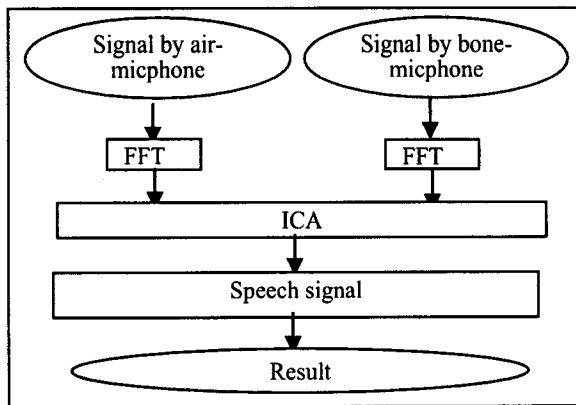 Signal by air-
micphone
Signal by bone-
micphone
FFT
FFT
ICA
Speech signal
Result